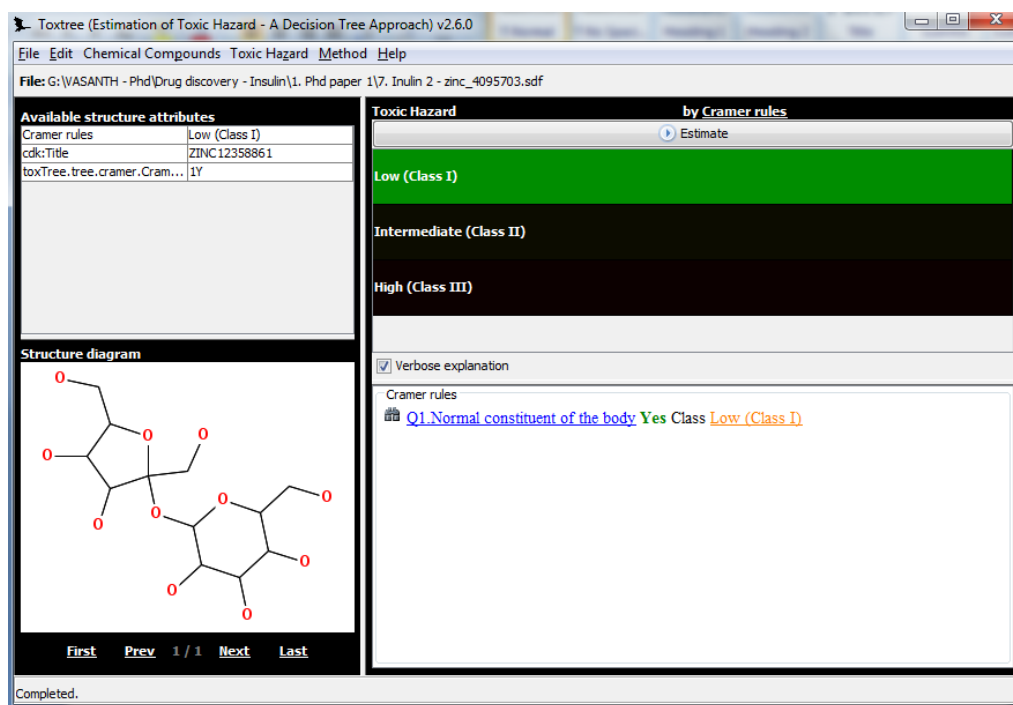 Toxtree (Estimation of Toxic Hazard - A Decision Tree Approach) v2.6.0
File Edit Chemical Compounds Toxic Hazard Method Help
File: G:\VASANTH - Phd\Drug discovery - Insulin\1. Phd paper 1\7. Inulin 2 - zinc_4095703.sdf
Available structure attributes
Cramer rules Low (Class I)
cdk:Title ZINC12358861
toxTree.tree.cramer.Cram... 1Y
Structure diagram
O
O
O
O
O
O
O
O
O
O
O
First Prev 1 / 1 Next Last
Toxic Hazard by Cramer rules
Estimate
Low (Class I)
Intermediate (Class II)
High (Class III)
Verbose explanation
Cramer rules
Q1.Normal constituent of the body Yes Class Low (Class I)
Completed.